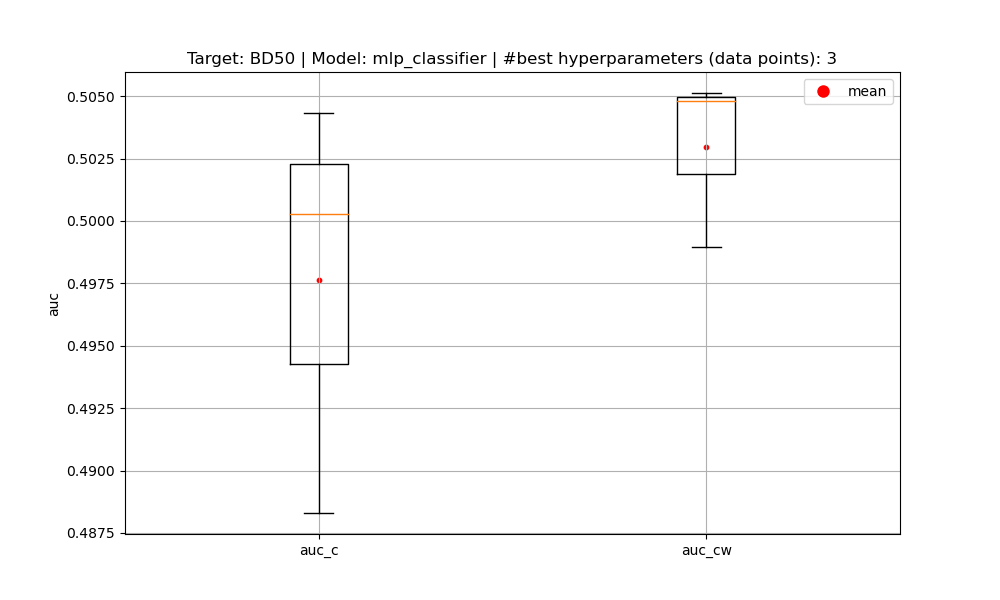 Target: BD50 | Model: mlp_classifier | #best hyperparameters (data points): 3
mean
0.5050
0.5025
0.5000
0.4975
0.4950
0.4925
0.4900
0.4875
auc
auc_c
auc_cw